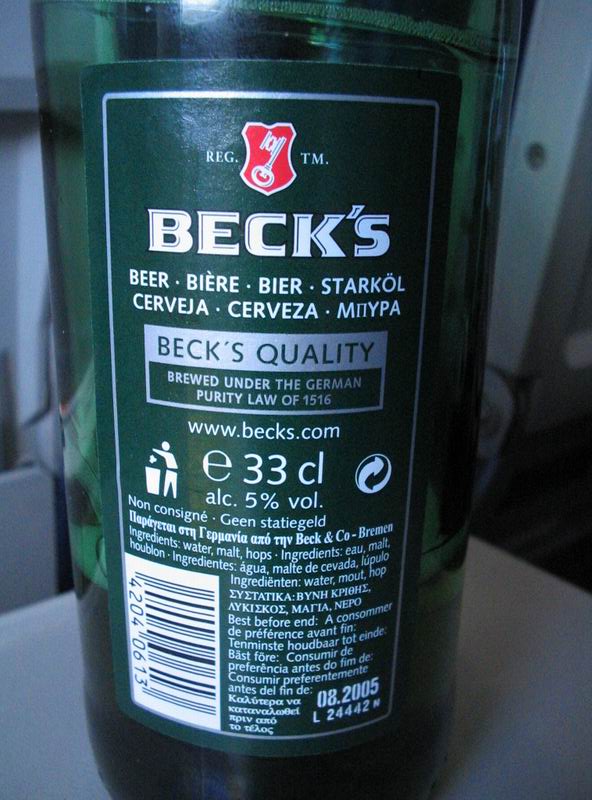 REG. TM.
BECK'S
BEER · BIÈRE · BIER · STARKÖL
CERVEJA · CERVEZA · ΜΠΥΡΑ
BECK´S QUALITY
BREWED UNDER THE GERMAN
PURITY LAW OF 1516
www.becks.com
e 33 cl
alc. 5% vol.
Non consigné · Geen statiegeld
Παράγεται στη Γερμανία από την Beck & Co - Bremen
Ingredients: water, malt, hops · Ingredients: eau, malt,
houblon · Ingredientes: água, malte de cevada, lúpulo
Ingrediënten: water, mout, hop
ΣΥΣΤΑΤΙΚΑ: ΒΥΝΗ ΚΡΙΘΗΣ,
ΛΥΚΙΣΚΟΣ, ΜΑΓΙΑ, ΝΕΡΟ
Best before end: A consommer
de préférence avant fin:
Tenminste houdbaar tot einde:
Bäst före: Consumir de
preferência antes do fim de:
Consumir preferentemente
antes del fin de:
Καλύτερα να
καταναλωθεί
πριν από
το τέλος
08.2005
L 24442 N
4204 0613